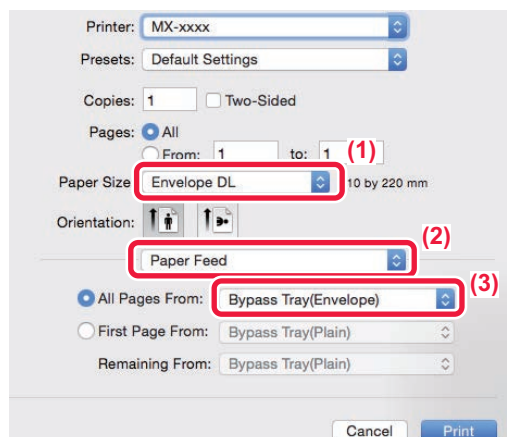 Printer: MX-xxxx
Presets: Default Settings
Copies: 1 Two-Sided
Pages: All
From: 1 to: 1 (1)
Paper Size Envelope DL 10 by 220 mm
Orientation:
(2)
Paper Feed
(3)
All Pages From: Bypass Tray(Envelope)
First Page From: Bypass Tray(Plain)
Remaining From: Bypass Tray(Plain)
Cancel Print